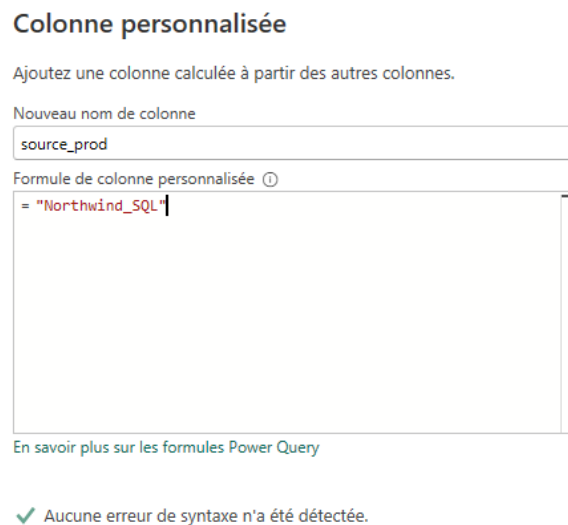 Colonne personnalisée
Ajoutez une colonne calculée à partir des autres colonnes.
Nouveau nom de colonne
source_prod
Formule de colonne personnalisée
= "Northwind_SQL"
En savoir plus sur les formules Power Query
Aucune erreur de syntaxe n'a été détectée.